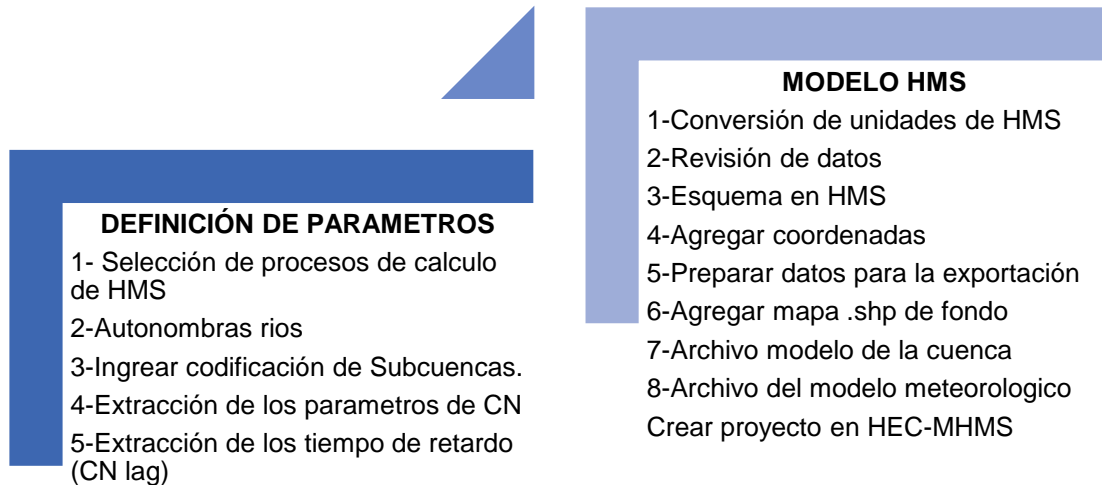 DEFINICIÓN DE PARAMETROS
1- Selección de procesos de calculo
de HMS
2-Autonombras rios
3-Ingrear codificación de Subcuencas.
4-Extracción de los parametros de CN
5-Extracción de los tiempo de retardo
(CN lag)
MODELO HMS
1-Conversión de unidades de HMS
2-Revisión de datos
3-Esquema en HMS
4-Agregar coordenadas
5-Preparar datos para la exportación
6-Agregar mapa .shp de fondo
7-Archivo modelo de la cuenca
8-Archivo del modelo meteorologico
Crear proyecto en HEC-MHMS